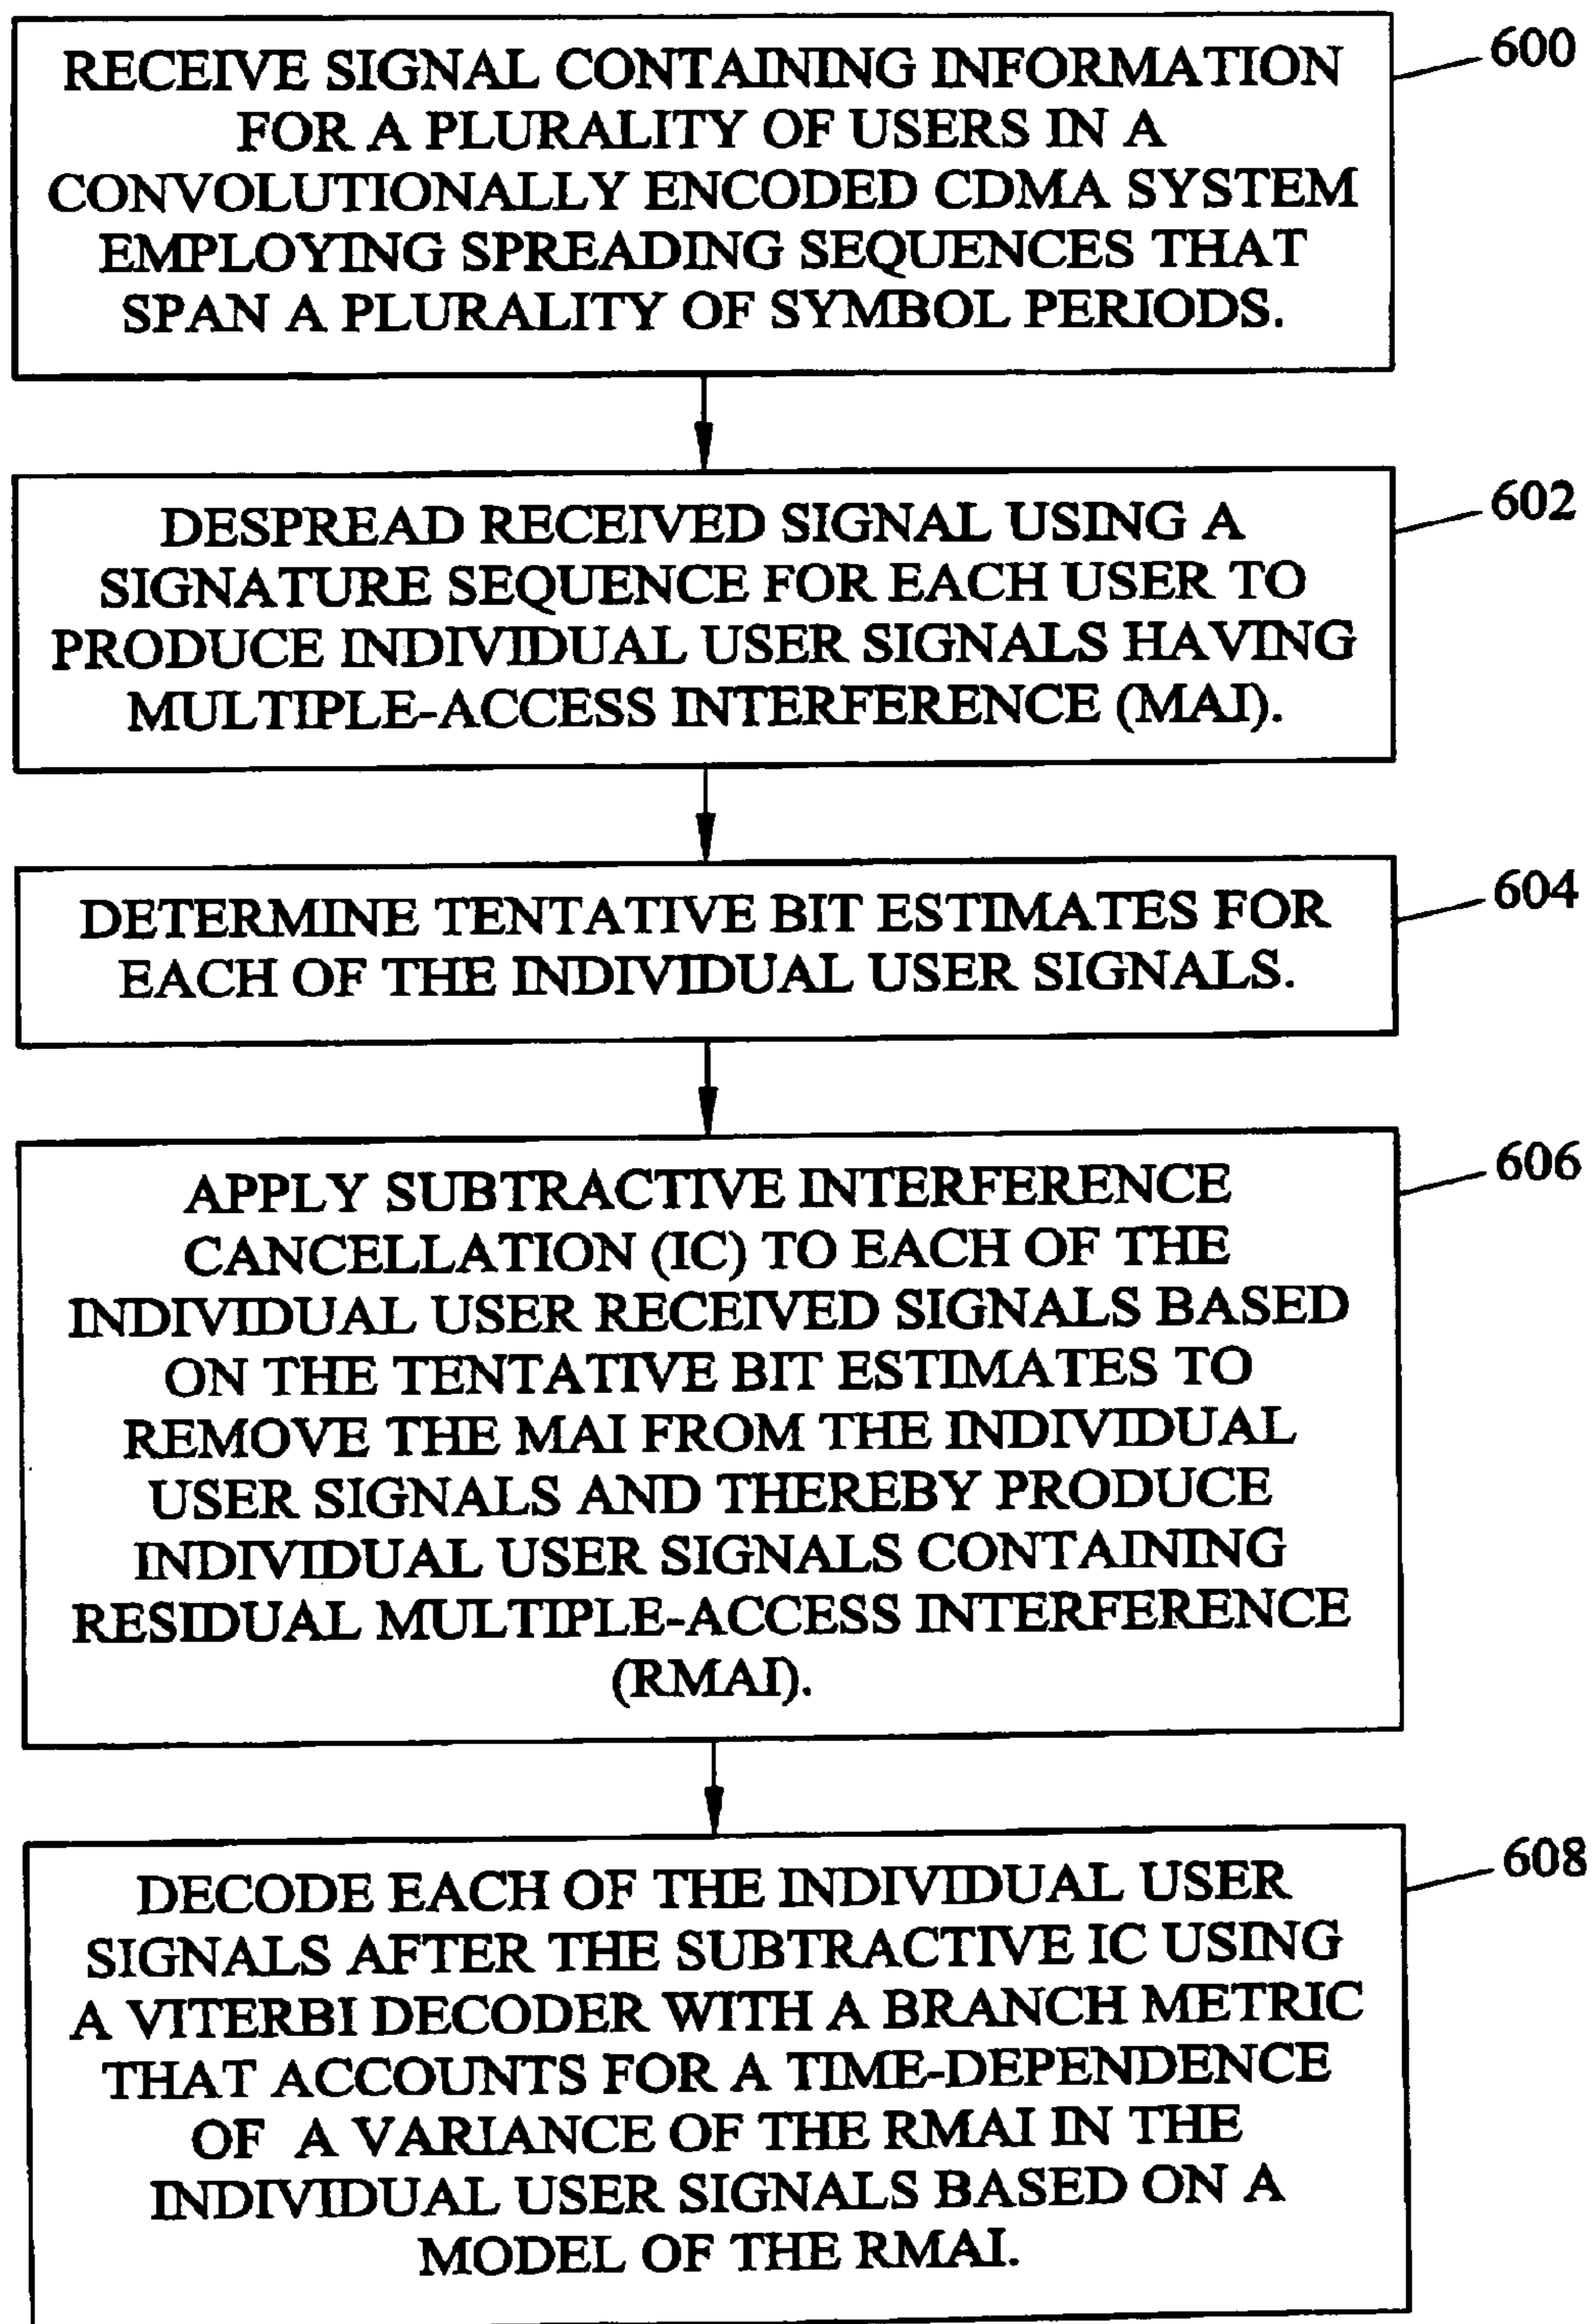 RECEIVE SIGNAL CONTAINING INFORMATION
FOR A PLURALITY OF USERS IN A
CONVOLUTIONALLY ENCODED CDMA SYSTEM
EMPLOYING SPREADING SEQUENCES THAT
SPAN A PLURALITY OF SYMBOL PERIODS.
600
DESPREAD RECEIVED SIGNAL USING A
SIGNATURE SEQUENCE FOR EACH USER TO
PRODUCE INDIVIDUAL USER SIGNALS HAVING
MULTIPLE-ACCESS INTERFERENCE (MAI).
602
DETERMINE TENTATIVE BIT ESTIMATES FOR
EACH OF THE INDIVIDUAL USER SIGNALS.
604
APPLY SUBTRACTIVE INTERFERENCE
CANCELLATION (IC) TO EACH OF THE
INDIVIDUAL USER RECEIVED SIGNALS BASED
ON THE TENTATIVE BIT ESTIMATES TO
REMOVE THE MAI FROM THE INDIVIDUAL
USER SIGNALS AND THEREBY PRODUCE
INDIVIDUAL USER SIGNALS CONTAINING
RESIDUAL MULTIPLE-ACCESS INTERFERENCE
(RMAI).
606
DECODE EACH OF THE INDIVIDUAL USER
SIGNALS AFTER THE SUBTRACTIVE IC USING
A VITERBI DECODER WITH A BRANCH METRIC
THAT ACCOUNTS FOR A TIME-DEPENDENCE
OF A VARIANCE OF THE RMAI IN THE
INDIVIDUAL USER SIGNALS BASED ON A
MODEL OF THE RMAI.
608